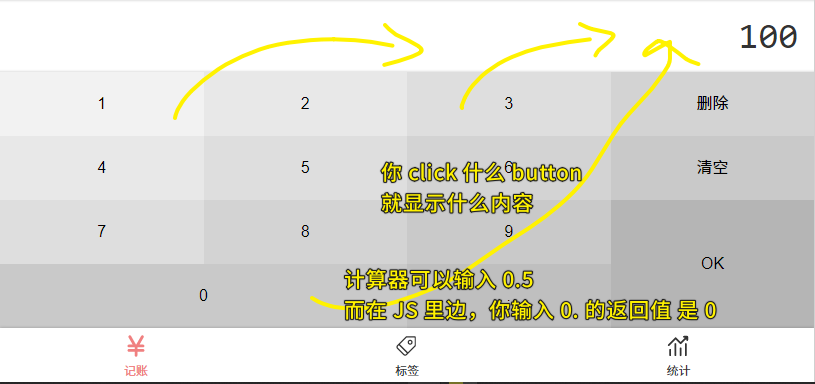 100
1 2 3 删除
4 5 6 清空
你 click 什么 button
就显示什么内容
7 8 9
OK
计算器可以输入 0.5
0
而在 JS 里边，你输入 0. 的返回值 是 0
记账 标签 统计